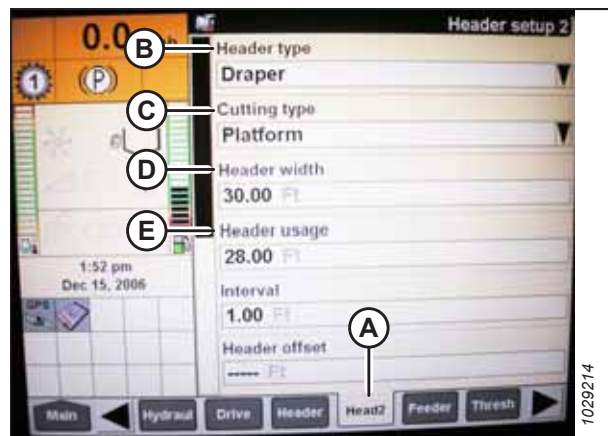 Header setup 2
0.0
1
(P)
1:52 pm
Dec 15, 2006
GPS
B
Header type
Draper
C
Cutting type
Platform
D
Header width
30.00 Ft
E
Header usage
28.00 Ft
Interval
1.00 Ft
A
Header offset
----- Ft
Main
Hydraul
Drive
Header
Head2
Feeder
Thresh
1029214